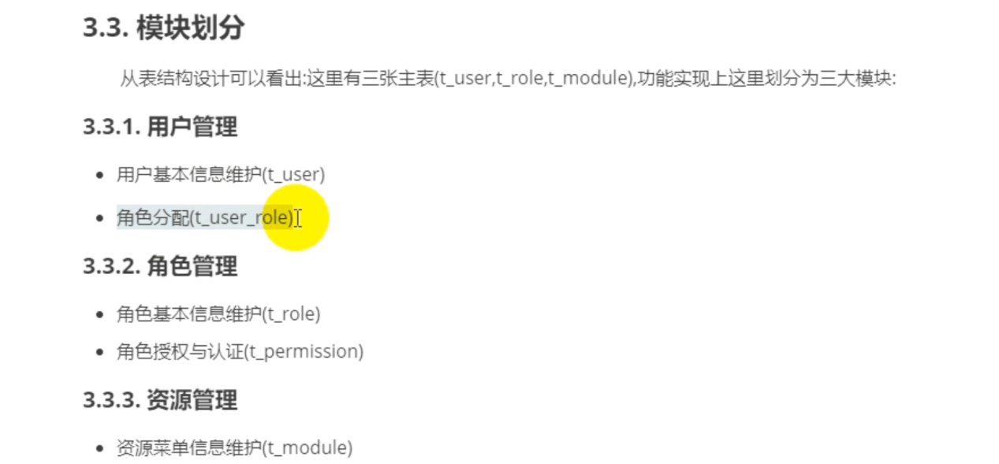 3.3. 模块划分
从表结构设计可以看出:这里有三张主表(t_user,t_role,t_module),功能实现上这里划分为三大模块:
3.3.1. 用户管理
用户基本信息维护(t_user)
角色分配(t_user_role)
3.3.2. 角色管理
角色基本信息维护(t_role)
角色授权与认证(t_permission)
3.3.3. 资源管理
资源菜单信息维护(t_module)